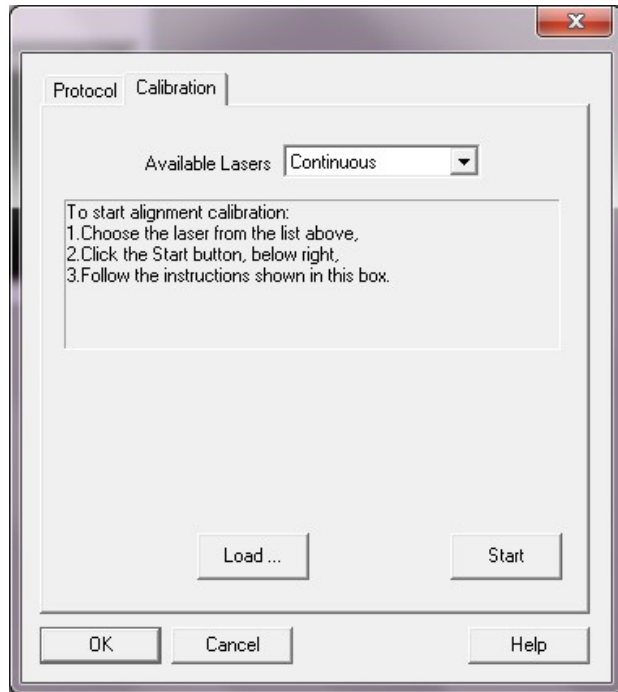 Protocol Calibration
Available Lasers Continuous
To start alignment calibration:
1.Choose the laser from the list above,
2.Click the Start button, below right,
3.Follow the instructions shown in this box.
Load ... Start
OK Cancel Help